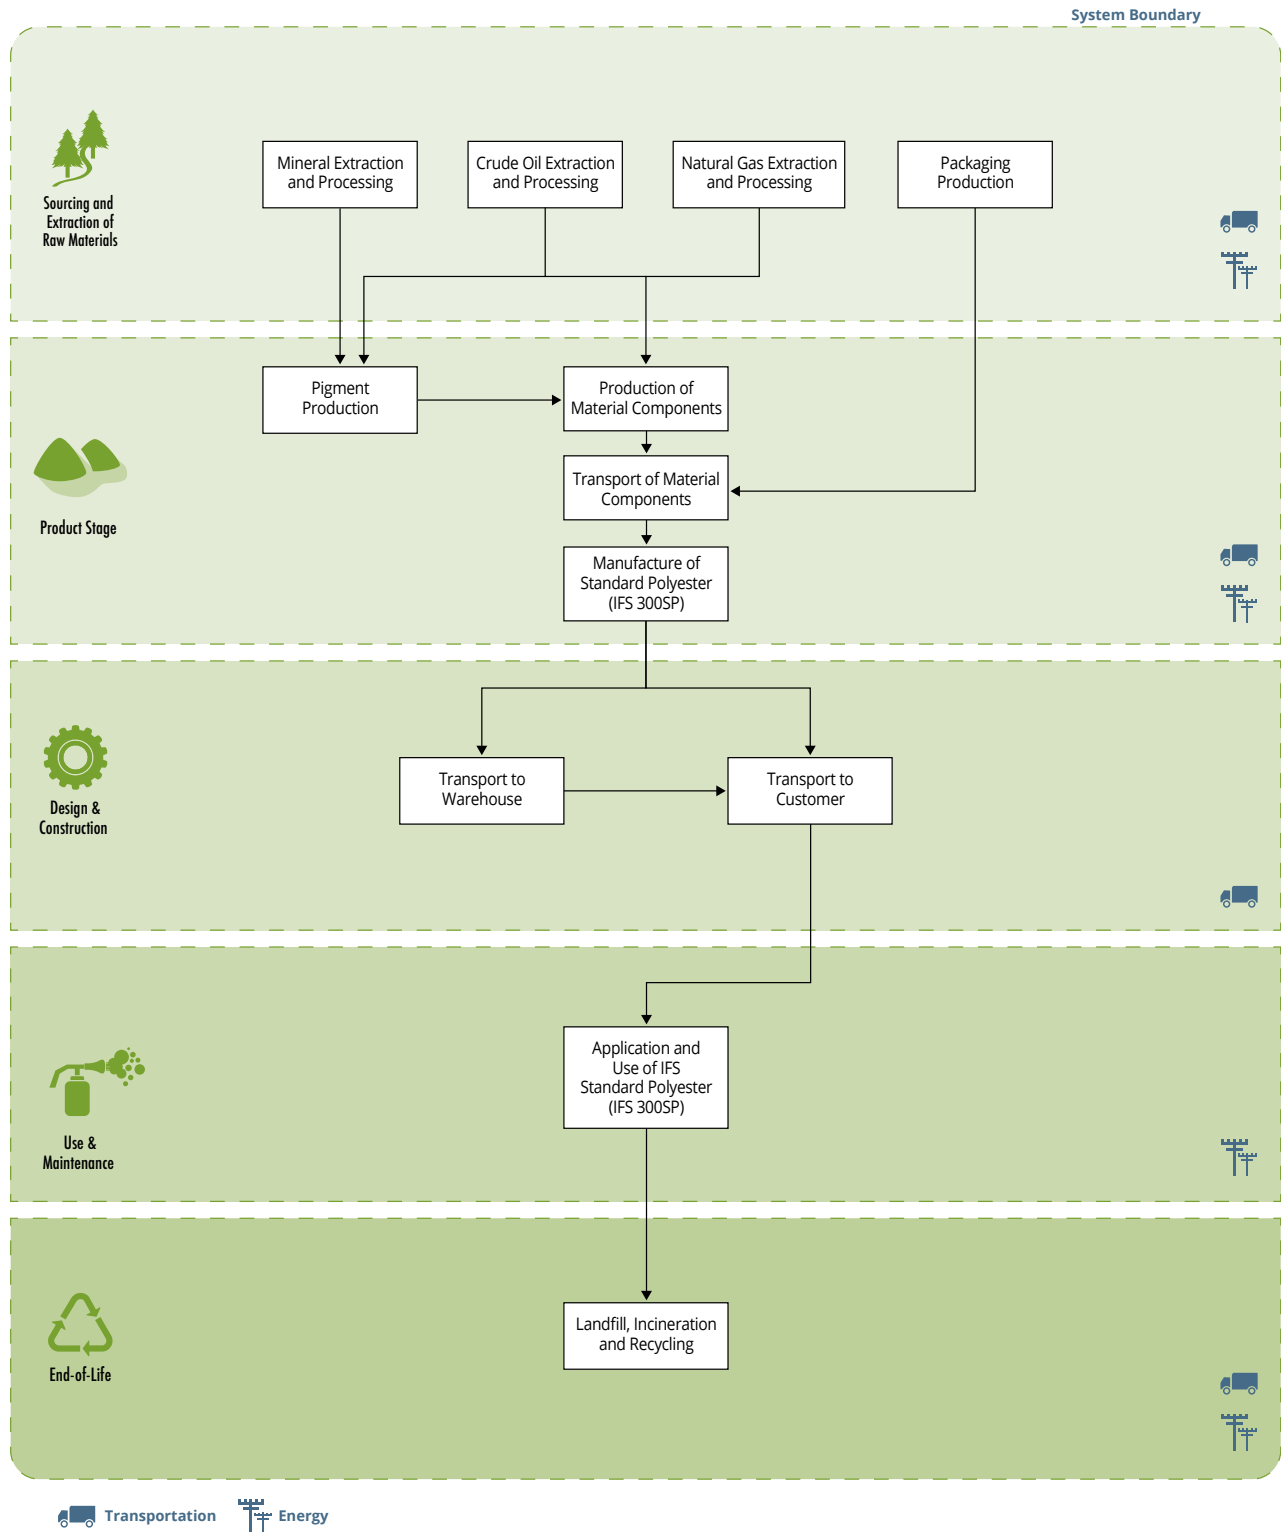 System Boundary
Sourcing and
Extraction of
Raw Materials
Mineral Extraction
and Processing
Crude Oil Extraction
and Processing
Natural Gas Extraction
and Processing
Packaging
Production
Product Stage
Pigment
Production
Production of
Material Components
Transport of Material
Components
Manufacture of
Standard Polyester
(IFS 300SP)
Design &
Construction
Transport to
Warehouse
Transport to
Customer
Use &
Maintenance
Application and
Use of IFS
Standard Polyester
(IFS 300SP)
End-of-Life
Landfill, Incineration
and Recycling
Transportation
Energy